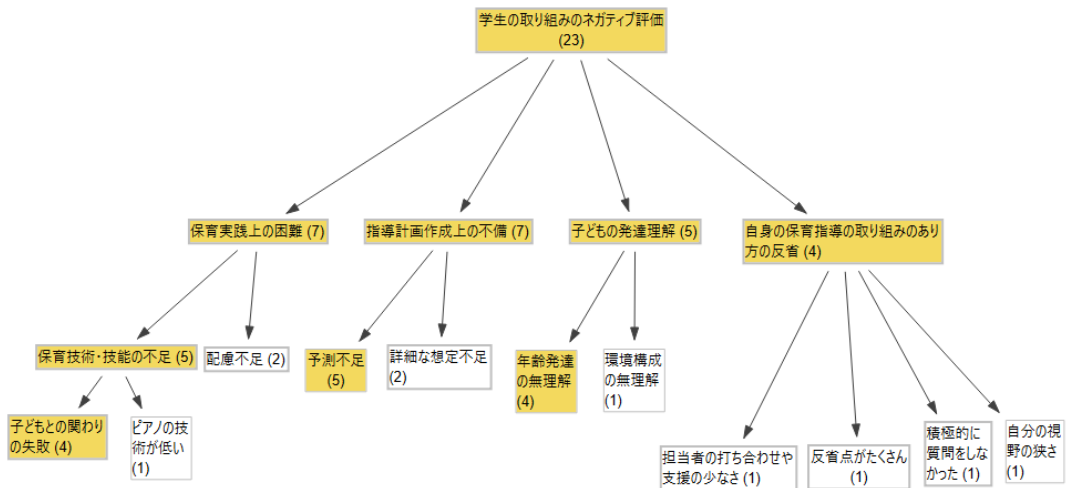 学生の取り組みのネガティブ評価
(23)
保育実践上の困難 (7)
指導計画作成上の不備 (7)
子どもの発達理解 (5)
自身の保育指導の取り組みのあり
方の反省 (4)
保育技術・技能の不足 (5)
配慮不足 (2)
予測不足
(5)
詳細な想定不足
(2)
年齢発達
の無理解
(4)
環境構成
の無理解
(1)
子どもとの関わり
の失敗 (4)
ピアノの技
術が低い
(1)
担当者の打ち合わせや
支援の少なさ (1)
反省点がたくさん
(1)
積極的に
質問をしな
かった (1)
自分の視
野の狭さ
(1)